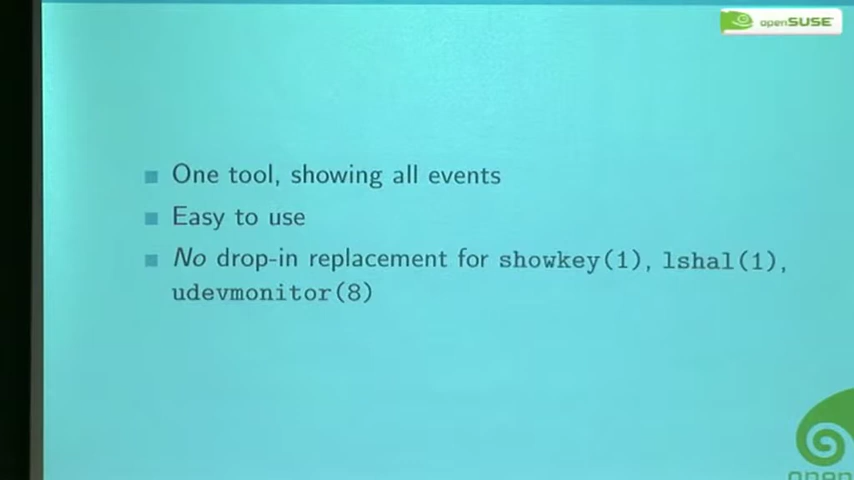 openSUSE
One tool, showing all events
Easy to use
No drop-in replacement for showkey(1), lshal(1),
udevmonitor(8)
open